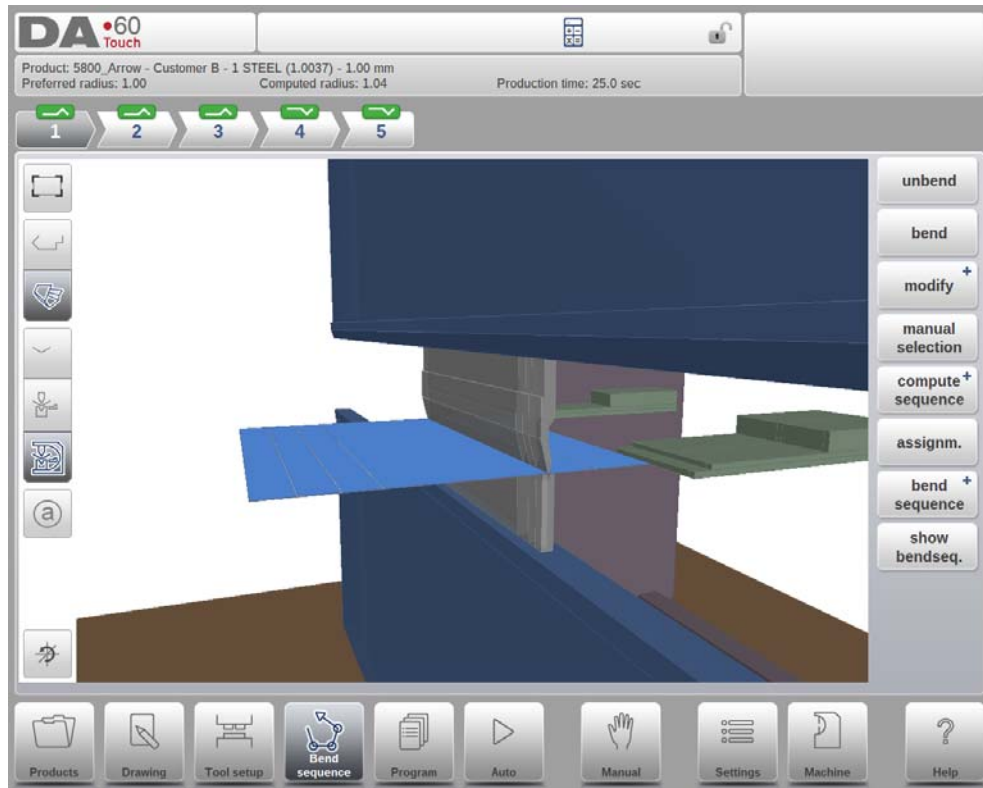 DA•60
Touch
Product: 5800_Arrow - Customer B - 1 STEEL (1.0037) - 1.00 mm
Preferred radius: 1.00 Computed radius: 1.04 Production time: 25.0 sec
1 2 3 4 5
unbend
bend
modify +
manual
selection
compute +
sequence
assignm.
bend +
sequence
show
bendseq.
a
Products
Drawing
Tool setup
Bend
sequence
Program
Auto
Manual
Settings
Machine
?
Help